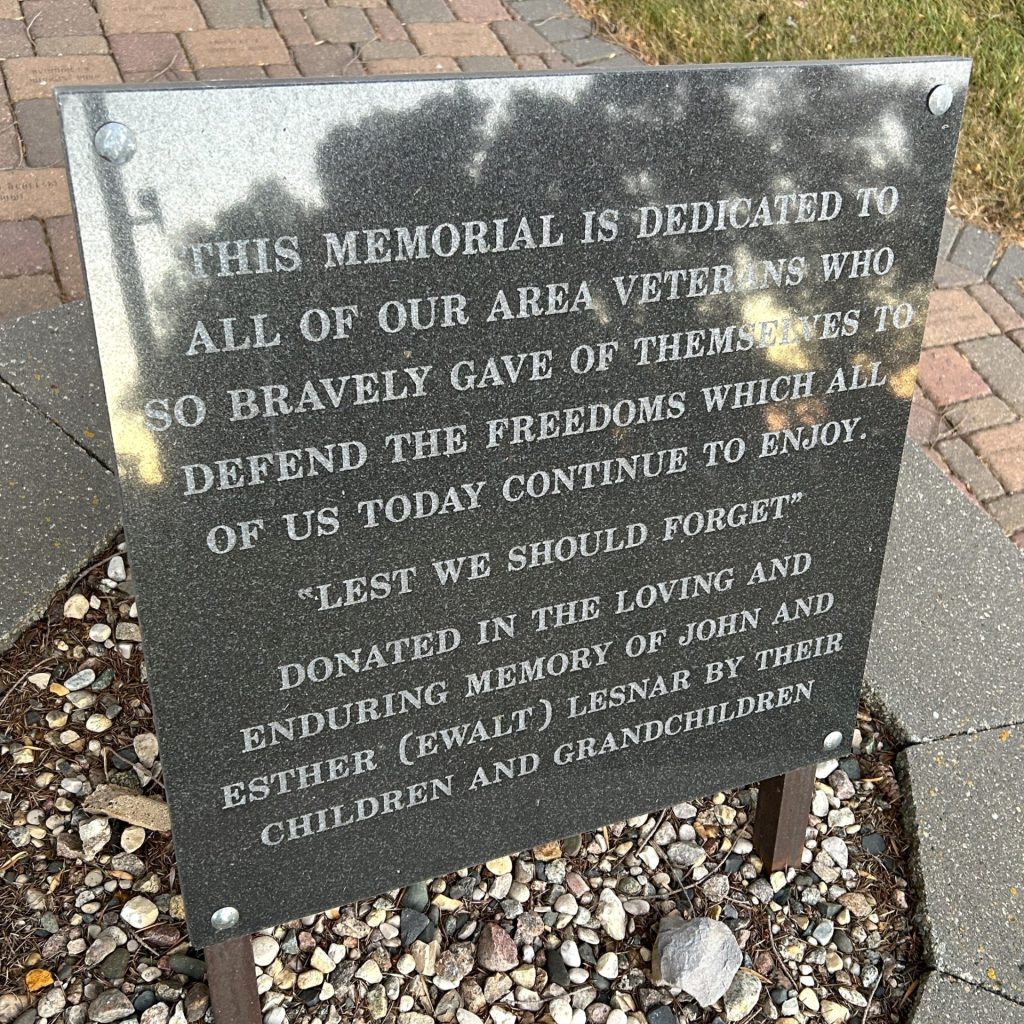 THIS MEMORIAL IS DEDICATED TO
ALL OF OUR AREA VETERANS WHO
SO BRAVELY GAVE OF THEMSELVES TO
DEFEND THE FREEDOMS WHICH ALL
OF US TODAY CONTINUE TO ENJOY.
"LEST WE SHOULD FORGET"
DONATED IN THE LOVING AND
ENDURING MEMORY OF JOHN AND
ESTHER (EWALT) LESNAR BY THEIR
CHILDREN AND GRANDCHILDREN